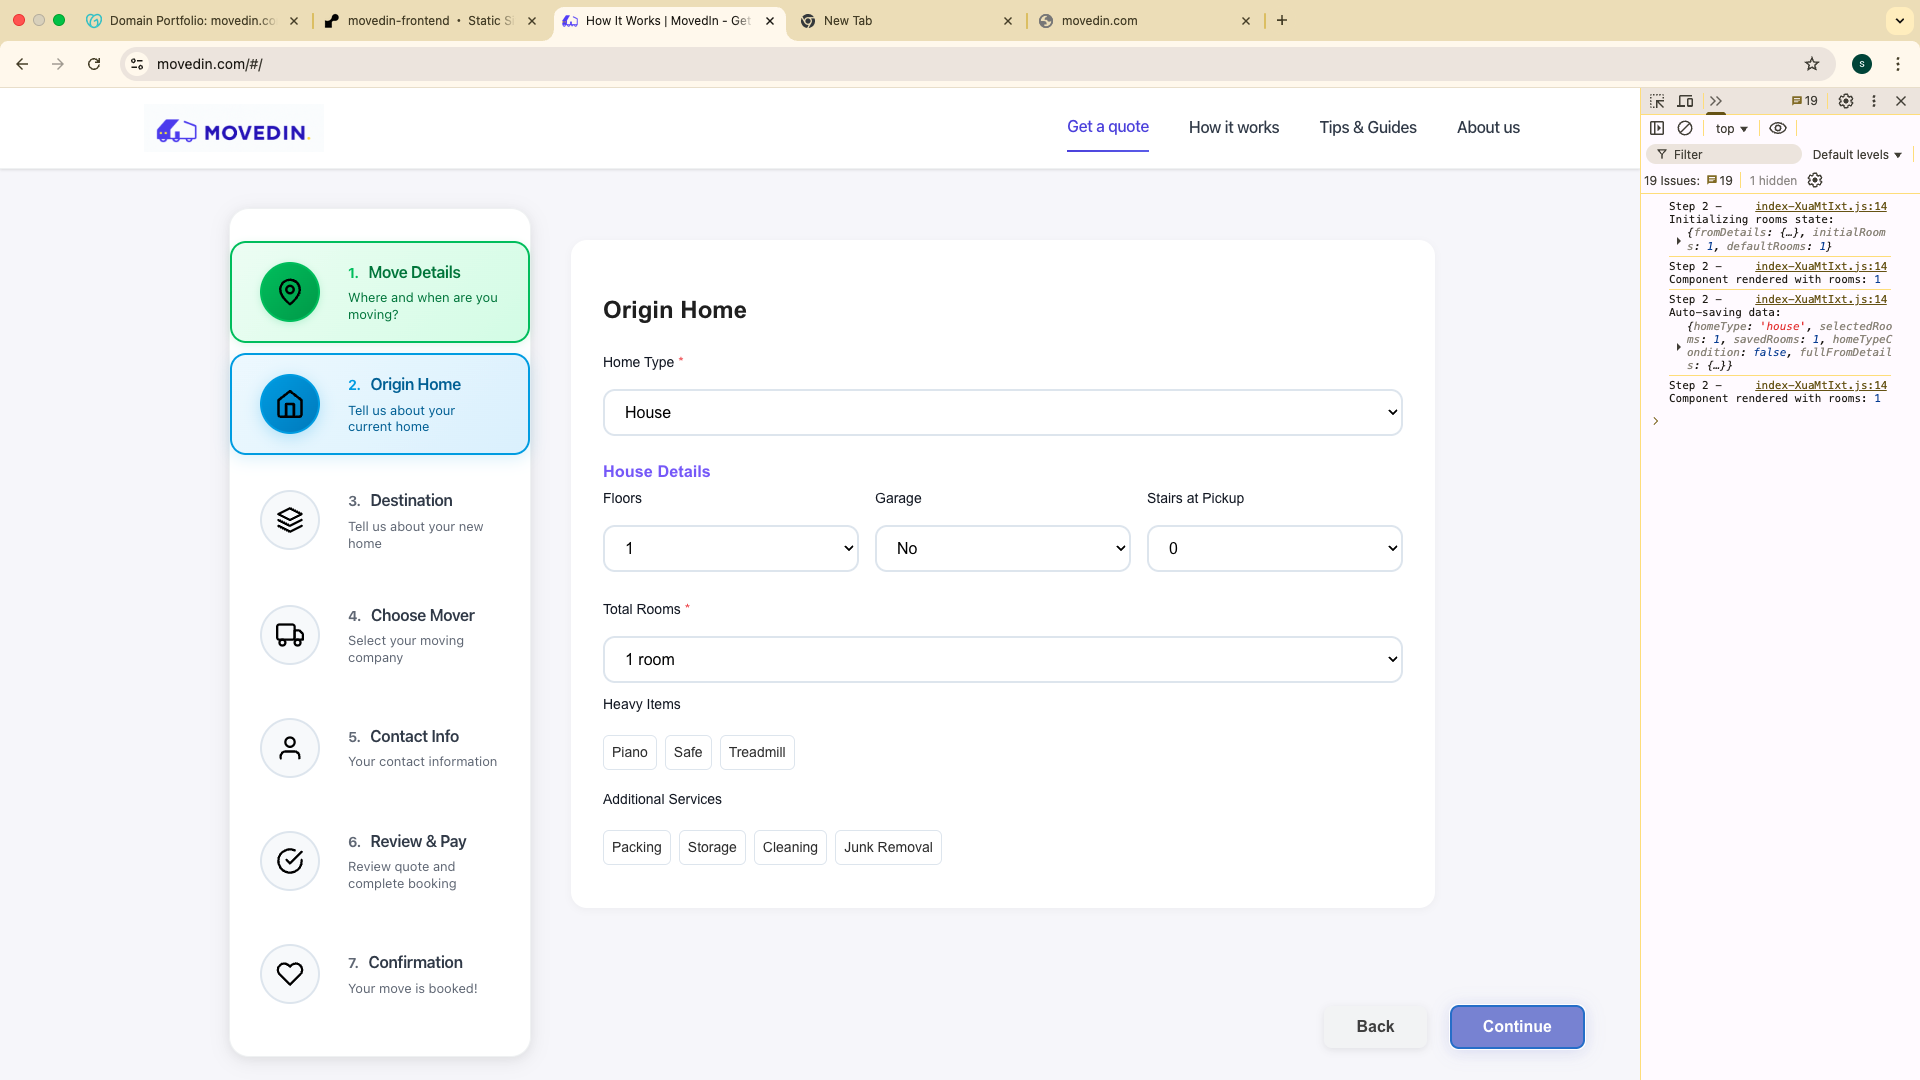 Domain Portfolio: movedin.co
movedin-frontend • Static Si
How It Works | MovedIn - Get
New Tab
movedin.com
movedin.com/#/
S
MOVEDIN.
Get a quote
How it works
Tips & Guides
About us
1. Move Details
Where and when are you
moving?
2. Origin Home
Tell us about your
current home
3. Destination
Tell us about your new
home
4. Choose Mover
Select your moving
company
5. Contact Info
Your contact information
6. Review & Pay
Review quote and
complete booking
7. Confirmation
Your move is booked!
Origin Home
Home Type *
House
House Details
Floors
Garage
Stairs at Pickup
1
No
0
Total Rooms *
1 room
Heavy Items
Piano
Safe
Treadmill
Additional Services
Packing
Storage
Cleaning
Junk Removal
Back
Continue
19
top
Filter
Default levels
19 Issues: 19
1 hidden
Step 2 - index-XuaMtIxt.js:14
Initializing rooms state:
{fromDetails: {…}, initialRoom
s: 1, defaultRooms: 1}
Step 2 - index-XuaMtIxt.js:14
Component rendered with rooms: 1
Step 2 - index-XuaMtIxt.js:14
Auto-saving data:
{homeType: 'house', selectedRoo
ms: 1, savedRooms: 1, homeTypeC
ondition: false, fullFromDetail
s: {…}}
Step 2 - index-XuaMtIxt.js:14
Component rendered with rooms: 1